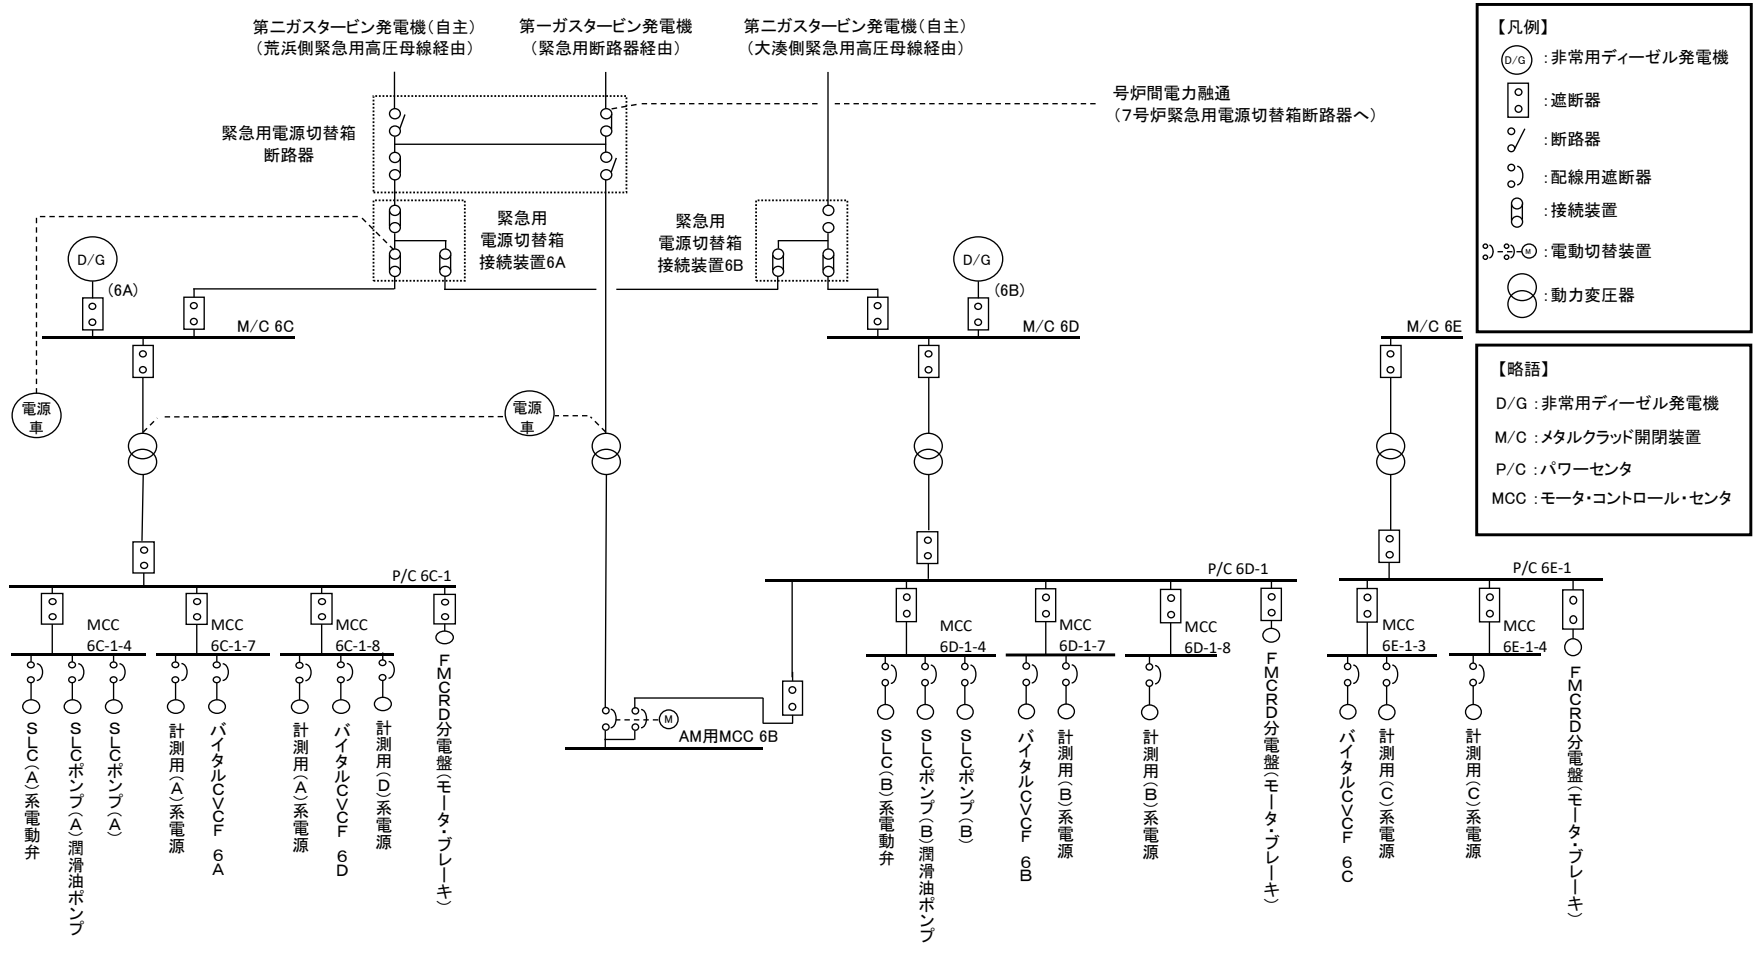 第二ガスタービン発電機（自主）
（荒浜側緊急用高圧母線経由）
第一ガスタービン発電機
（緊急用断路器経由）
第二ガスタービン発電機（自主）
（大湊側緊急用高圧母線経由）
緊急用電源切替箱
断路器
号炉間電力融通
（7号炉緊急用電源切替箱断路器へ）
緊急用
電源切替箱
接続装置6A
緊急用
電源切替箱
接続装置6B
D/G
（6A）
D/G
（6B）
M/C 6C
M/C 6D
M/C 6E
電源
車
電源
車
P/C 6C-1
P/C 6D-1
P/C 6E-1
MCC
6C-1-4
MCC
6C-1-7
MCC
6C-1-8
MCC
6D-1-4
MCC
6D-1-7
MCC
6D-1-8
MCC
6E-1-3
MCC
6E-1-4
M
AM用MCC 6B
SLC（A）系電動弁
SLCポンプ（A）潤滑油ポンプ
SLCポンプ（A）
計測用（A）系電源
バイタルCVCF 6A
計測用（A）系電源
バイタルCVCF 6D
計測用（D）系電源
FMCRD分電盤（モータ・ブレーキ）
SLC（B）系電動弁
SLCポンプ（B）潤滑油ポンプ
SLCポンプ（B）
バイタルCVCF 6B
計測用（B）系電源
計測用（B）系電源
FMCRD分電盤（モータ・ブレーキ）
バイタルCVCF 6C
計測用（C）系電源
計測用（C）系電源
FMCRD分電盤（モータ・ブレーキ）
【凡例】
D/G ：非常用ディーゼル発電機
：遮断器
：断路器
：配線用遮断器
：接続装置
M ：電動切替装置
：動力変圧器
【略語】
D/G ：非常用ディーゼル発電機
M/C ：メタルクラッド開閉装置
P/C ：パワーセンタ
MCC ：モータ・コントロール・センタ